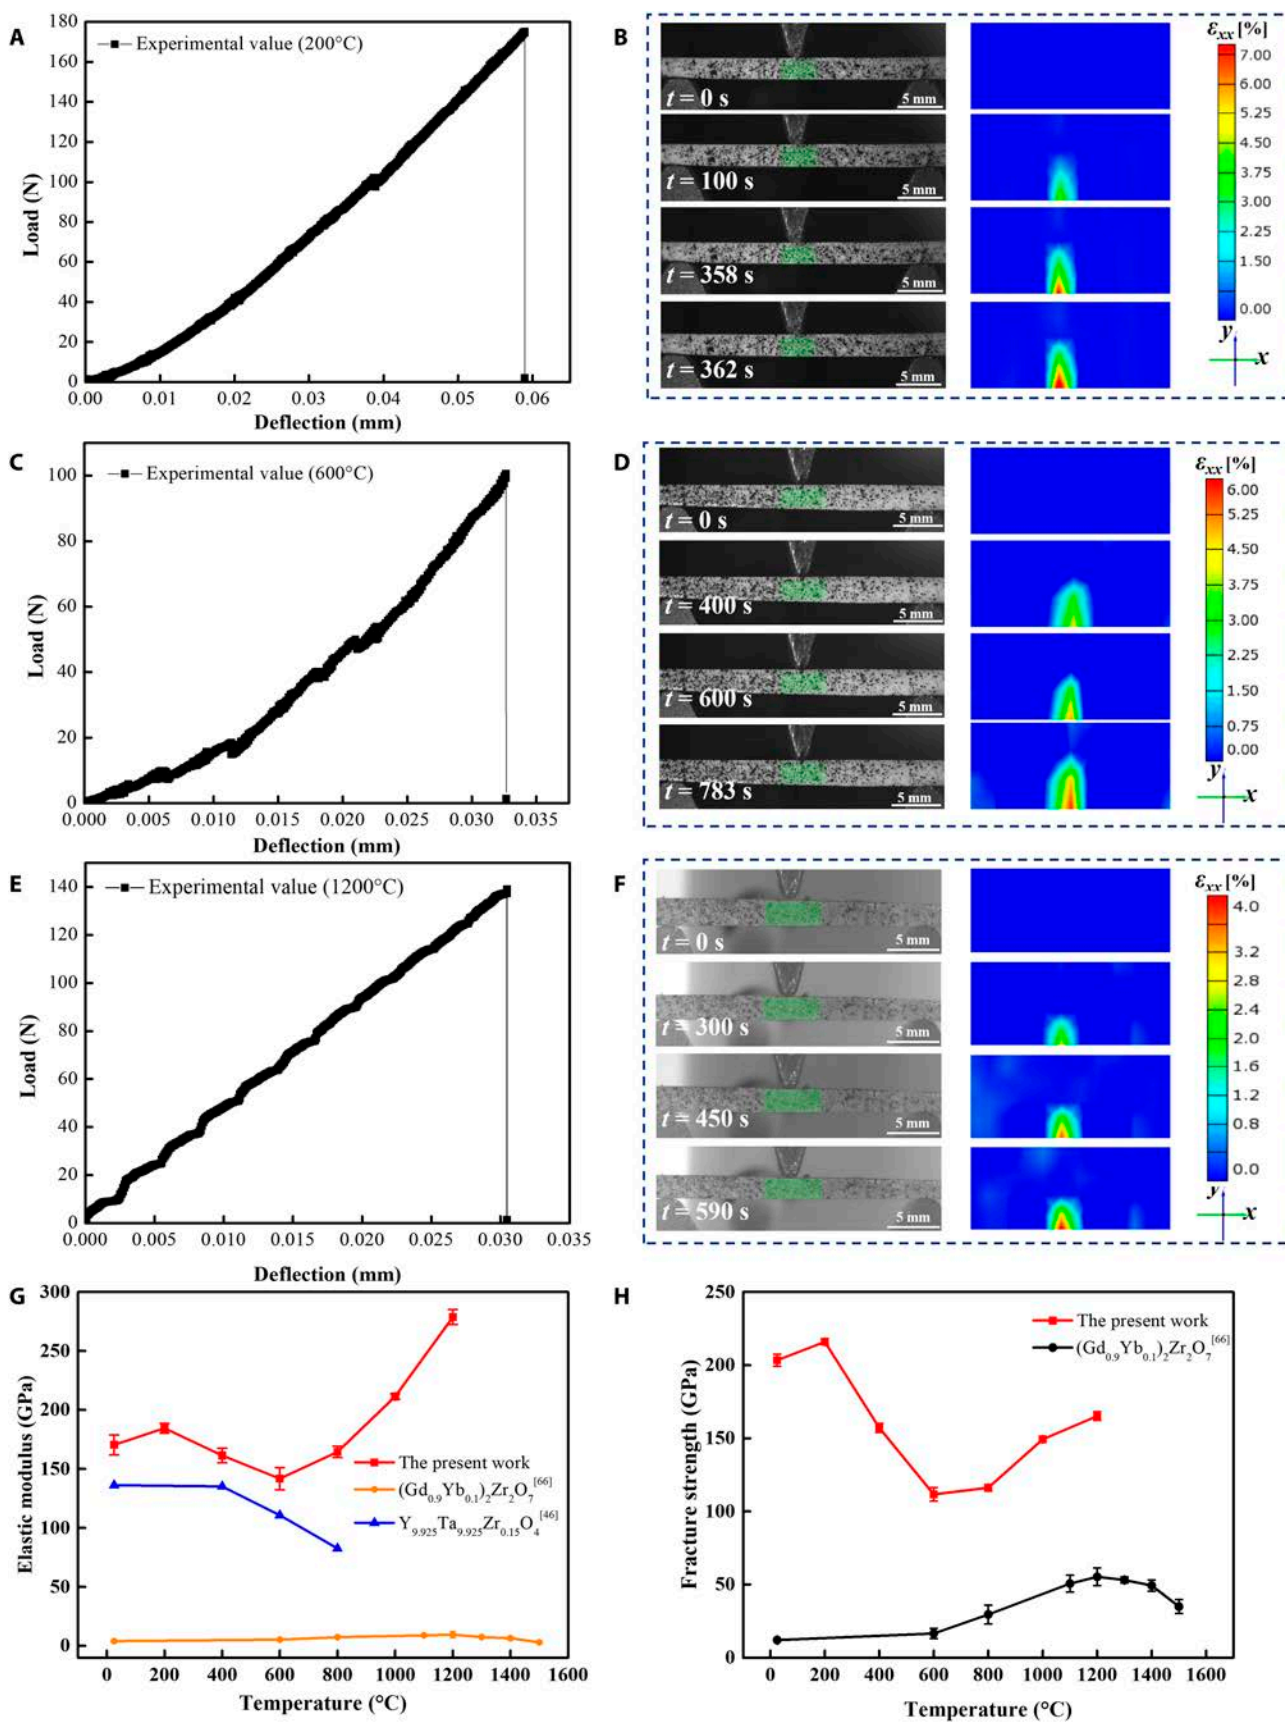 A
Experimental value (200°C)
180
160
140
120
100
80
60
40
20
0
Load (N)
0.00 0.01 0.02 0.03 0.04 0.05 0.06
Deflection (mm)
B
t = 0 s
5 mm
t = 100 s
5 mm
t = 358 s
5 mm
t = 362 s
5 mm
εxx [%]
7.00
6.00
5.25
4.50
3.75
3.00
2.25
1.50
0.75
0.00
y
x
C
Experimental value (600°C)
100
80
60
40
20
0
Load (N)
0.000 0.005 0.010 0.015 0.020 0.025 0.030 0.035
Deflection (mm)
D
t = 0 s
5 mm
t = 400 s
5 mm
t = 600 s
5 mm
t = 783 s
5 mm
εxx [%]
6.00
5.25
4.50
3.75
3.00
2.25
1.50
0.75
0.00
y
x
E
Experimental value (1200°C)
140
120
100
80
60
40
20
0
Load (N)
0.000 0.005 0.010 0.015 0.020 0.025 0.030 0.035
Deflection (mm)
F
t = 0 s
5 mm
t = 300 s
5 mm
t = 450 s
5 mm
t = 590 s
5 mm
εxx [%]
4.0
3.2
2.8
2.4
2.0
1.6
1.2
0.8
0.0
y
x
G
300
250
200
150
100
50
0
Elastic modulus (GPa)
The present work
(Gd0.9Yb0.1)2Zr2O7[66]
Y9.925Ta9.925Zr0.15O4[46]
0 200 400 600 800 1000 1200 1400 1600
Temperature (°C)
H
250
200
150
100
50
0
Fracture strength (GPa)
The present work
(Gd0.9Yb0.1)2Zr2O7[66]
0 200 400 600 800 1000 1200 1400 1600
Temperature (°C)